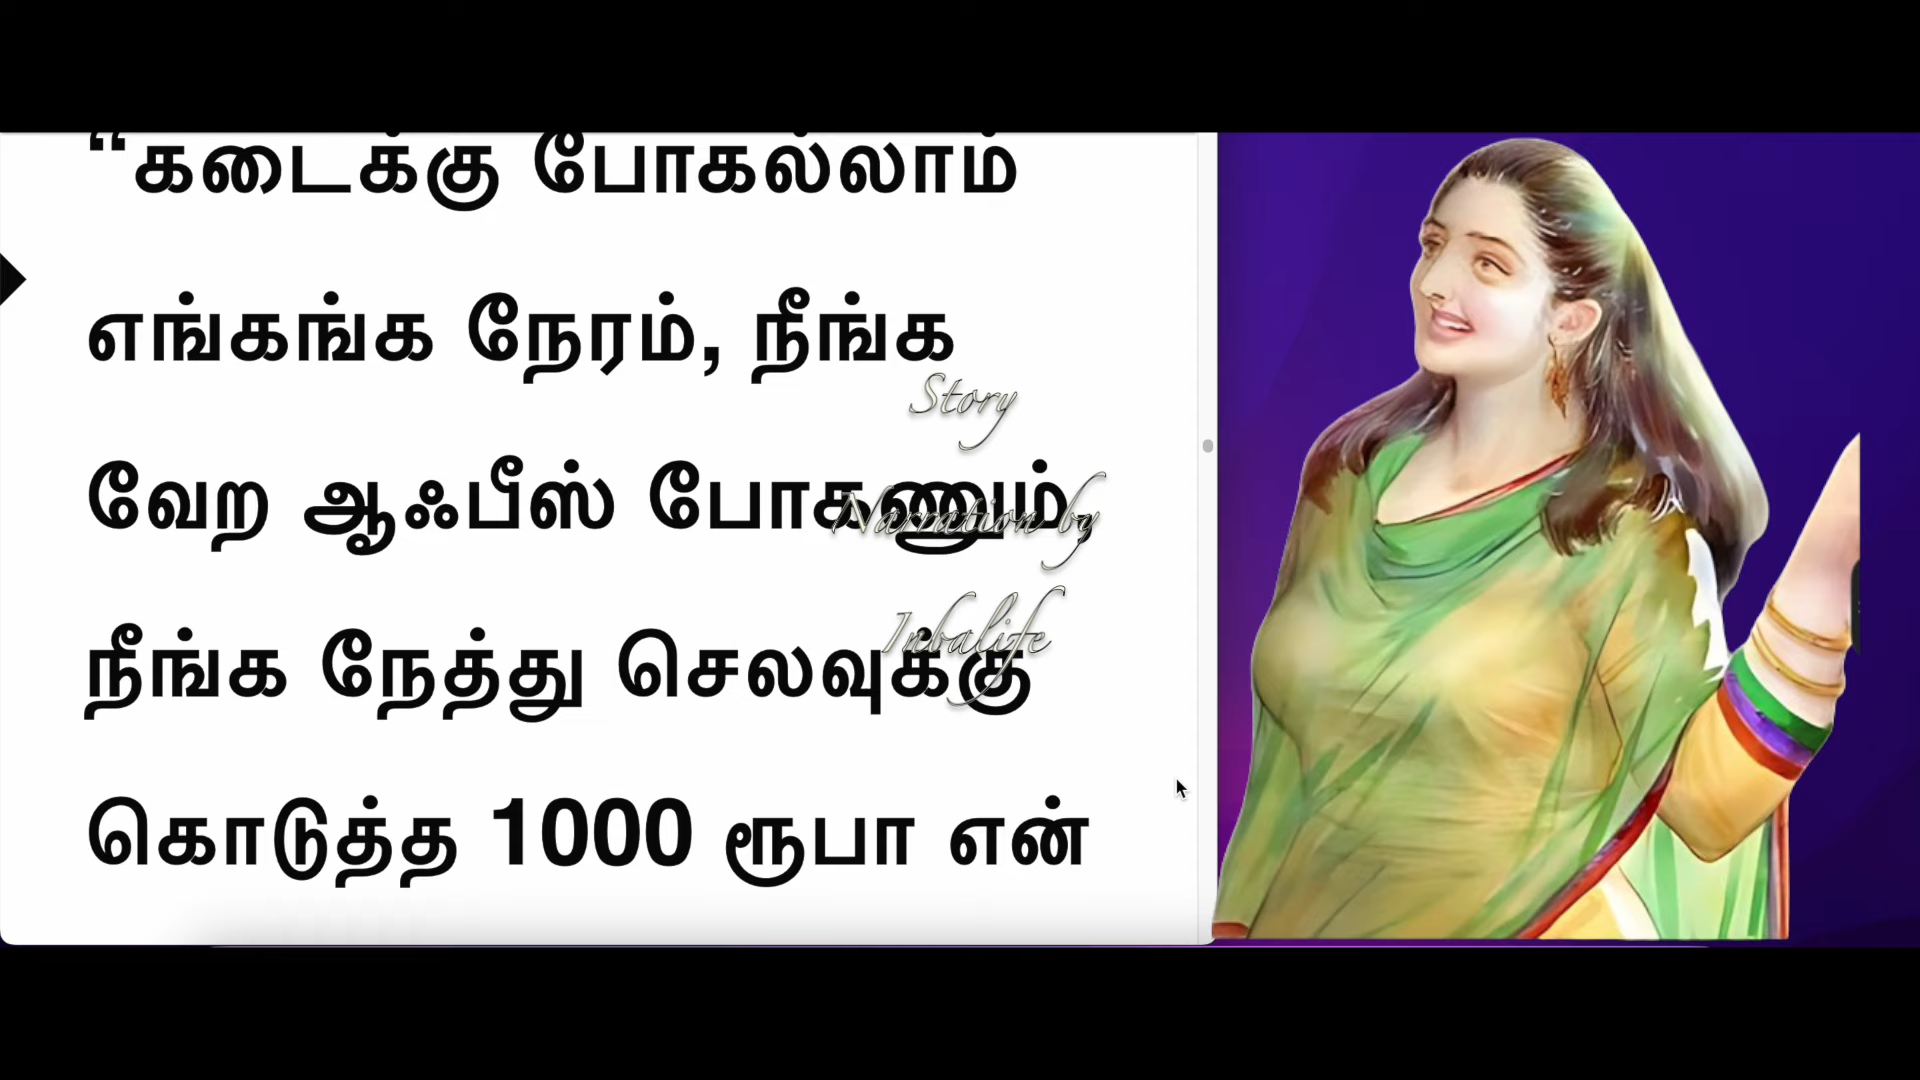 “கடைக்கு போகல்லாம்
எங்கங்க நேரம், நீங்க
வேற ஆஃபீஸ் போகணும்,
நீங்க நேத்து செலவுக்கு
கொடுத்த 1000 ரூபா என்
Story
Narration by
Inbalife